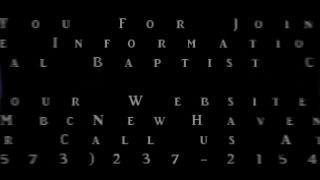 You For Join
e Informatio
al Baptist C
our Website
MbcNewHaven
r Call us At
573)237-2154